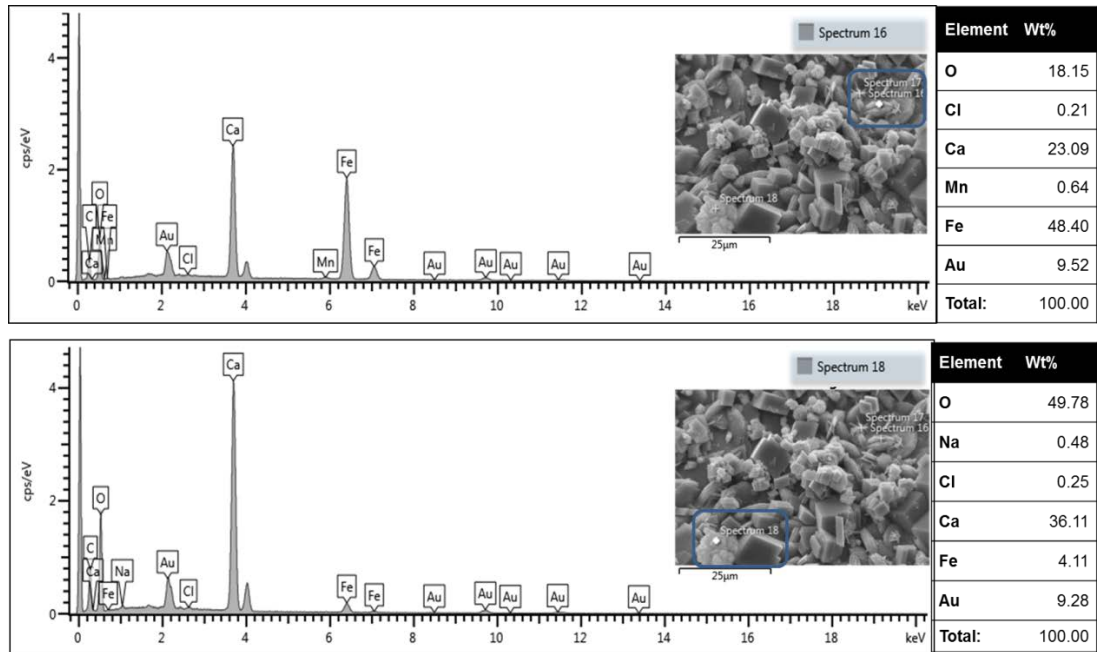 Spectrum 16
Element Wt%
O 18.15
Cl 0.21
Ca 23.09
Mn 0.64
Fe 48.40
Au 9.52
Total: 100.00
cps/eV
4
2
0
Ca
Fe
O
C
Fe
Mn
Ca
Au
Cl
Mn
Fe
Au
Au
Au
Au
Au
0 2 4 6 8 10 12 14 16 18 keV
Spectrum 17
Spectrum 16
Spectrum 18
25µm
Spectrum 18
Element Wt%
O 49.78
Na 0.48
Cl 0.25
Ca 36.11
Fe 4.11
Au 9.28
Total: 100.00
cps/eV
4
2
0
Ca
O
C
Ca
Fe
Na
Au
Cl
Fe
Fe
Au
Au
Au
Au
Au
0 2 4 6 8 10 12 14 16 18 keV
Spectrum 17
Spectrum 16
Spectrum 18
25µm